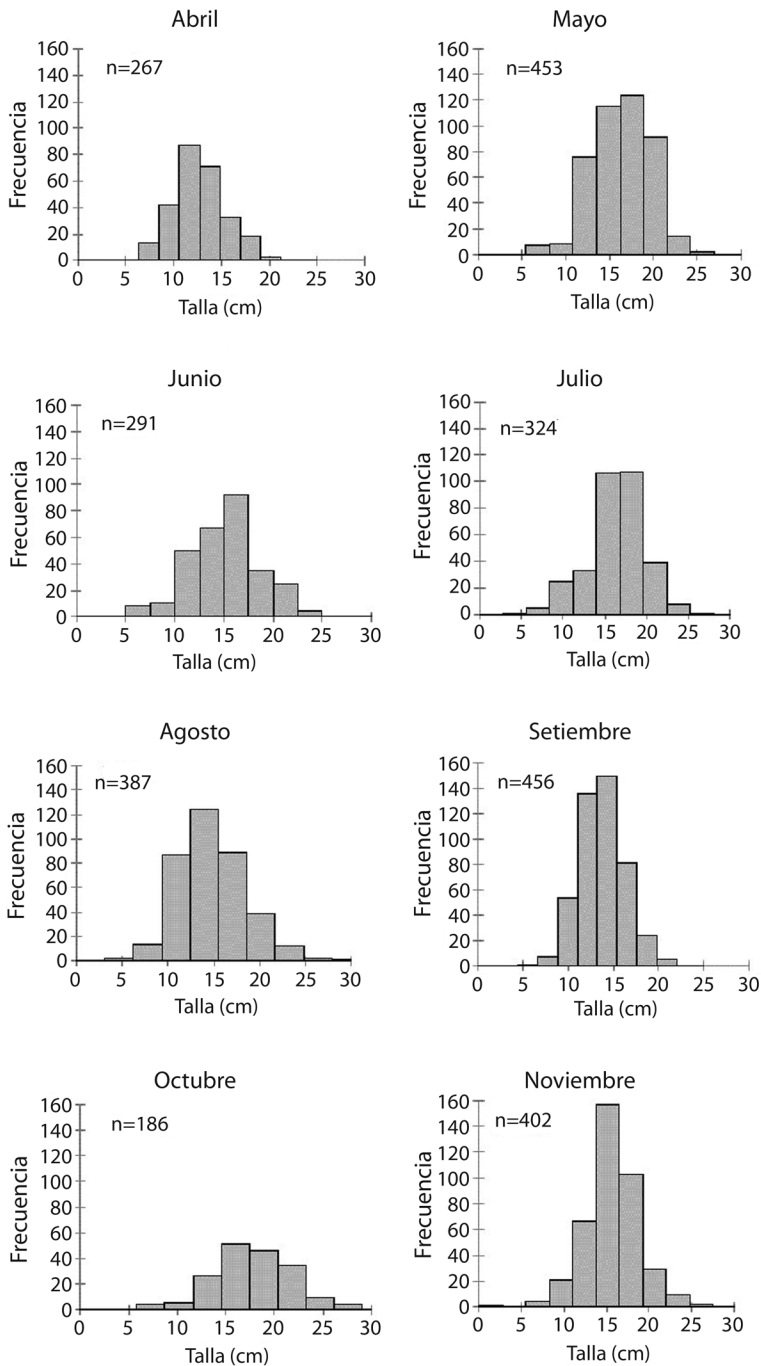 Abril
160
140
120
100
80
60
40
20
0
Frecuencia
n=267
0 5 10 15 20 25 30
Talla (cm)
Mayo
160
140
120
100
80
60
40
20
0
Frecuencia
n=453
0 5 10 15 20 25 30
Talla (cm)
Junio
160
140
120
100
80
60
40
20
0
Frecuencia
n=291
0 5 10 15 20 25 30
Talla (cm)
Julio
160
140
120
100
80
60
40
20
0
Frecuencia
n=324
0 5 10 15 20 25 30
Talla (cm)
Agosto
160
140
120
100
80
60
40
20
0
Frecuencia
n=387
0 5 10 15 20 25 30
Talla (cm)
Setiembre
160
140
120
100
80
60
40
20
0
Frecuencia
n=456
0 5 10 15 20 25 30
Talla (cm)
Octubre
160
140
120
100
80
60
40
20
0
Frecuencia
n=186
0 5 10 15 20 25 30
Talla (cm)
Noviembre
160
140
120
100
80
60
40
20
0
Frecuencia
n=402
0 5 10 15 20 25 30
Talla (cm)